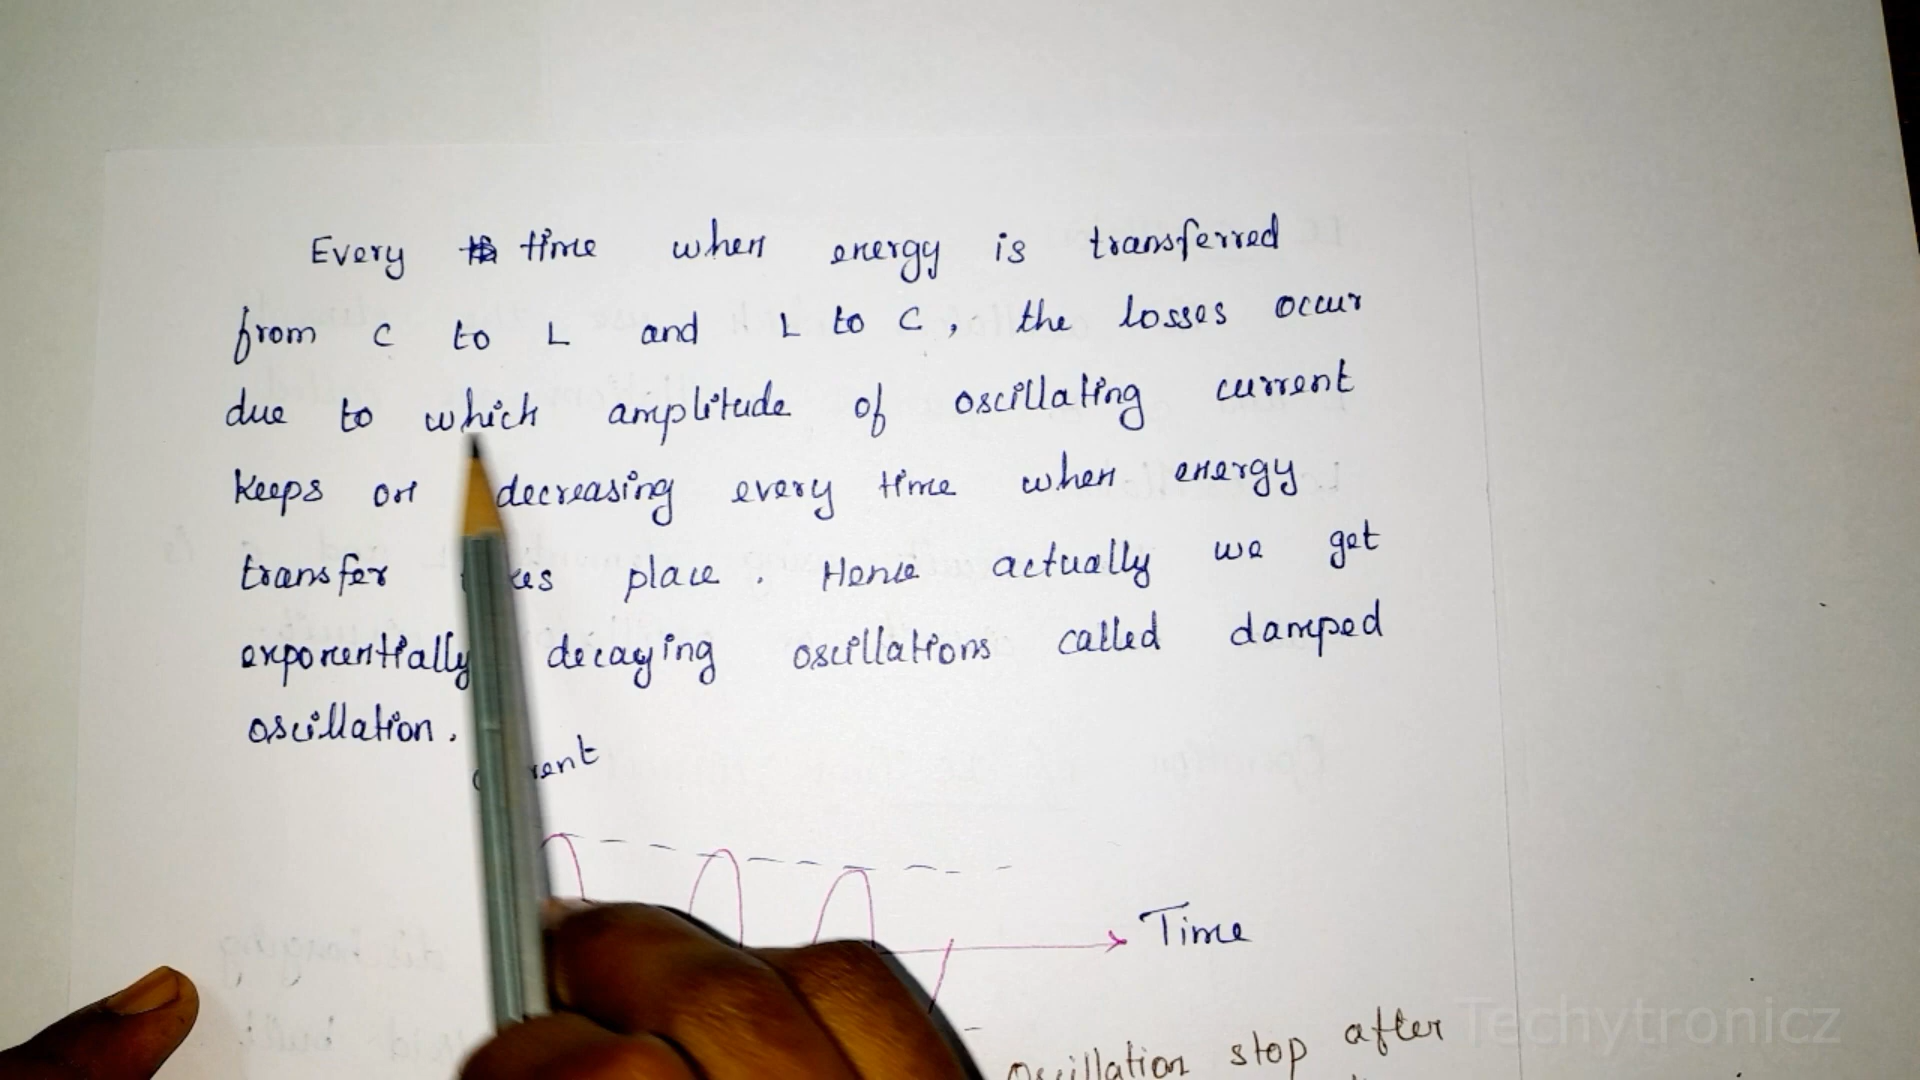 Every time when energy is transferred
from C to L and L to C, the losses occur
due to which amplitude of oscillating current
keeps on decreasing every time when energy
transfer place. Hence actually we get
exponentially decaying oscillations called damped
oscillation.
Time
Oscillation stop after
Techytronicz